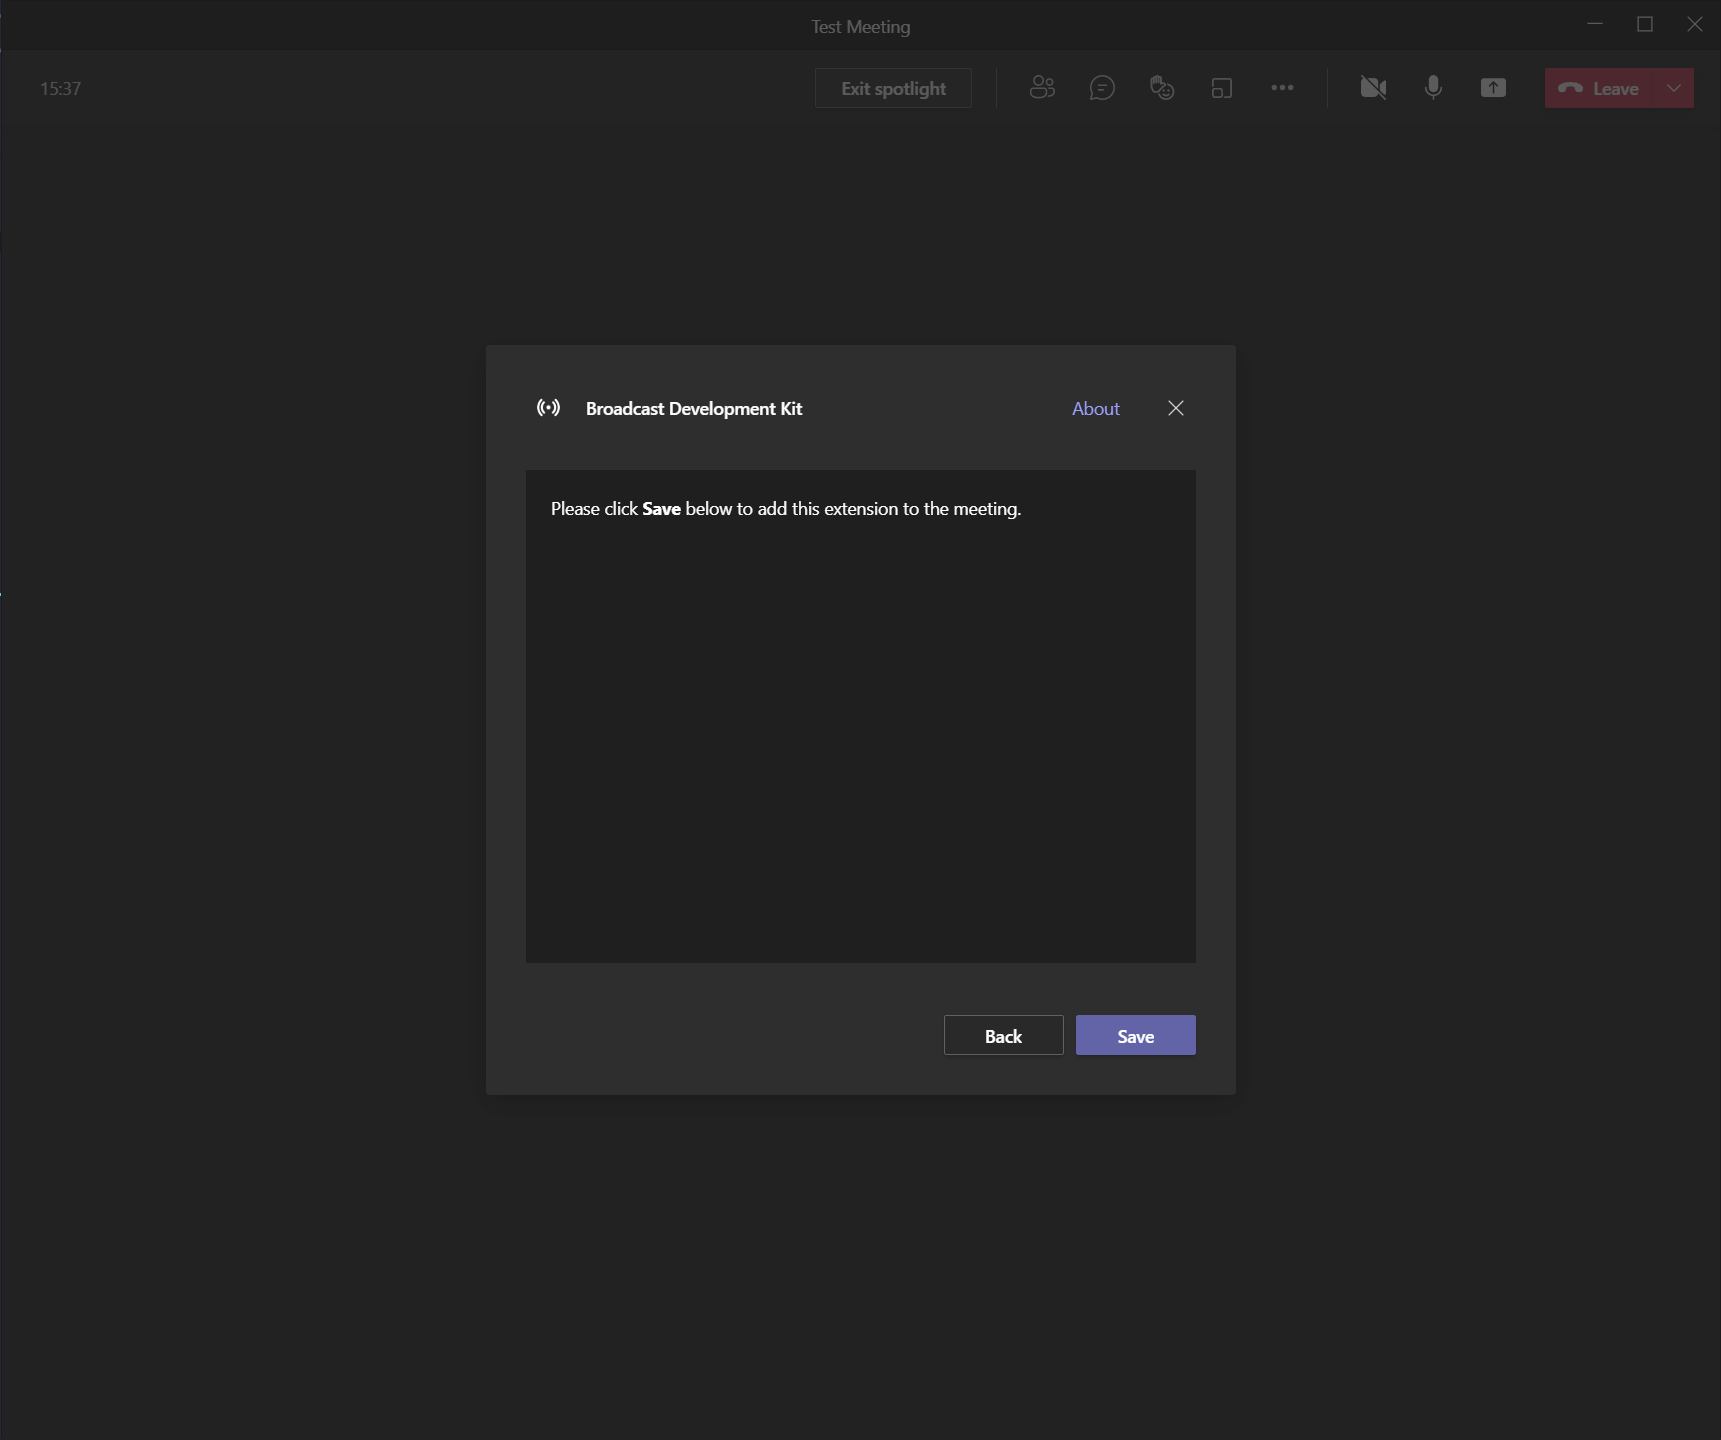 Test Meeting
15:37
Exit spotlight
Leave
Broadcast Development Kit
About
Please click Save below to add this extension to the meeting.
Back
Save